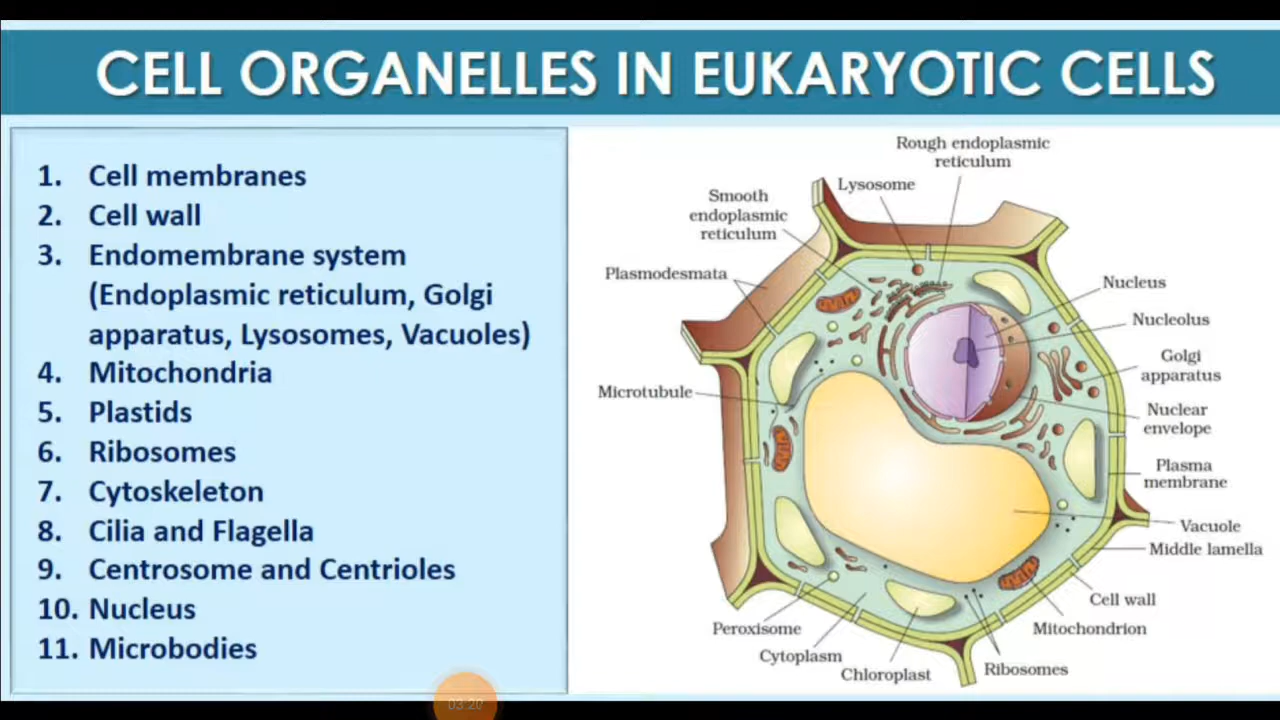 CELL ORGANELLES IN EUKARYOTIC CELLS
1. Cell membranes
2. Cell wall
3. Endomembrane system
(Endoplasmic reticulum, Golgi
apparatus, Lysosomes, Vacuoles)
4. Mitochondria
5. Plastids
6. Ribosomes
7. Cytoskeleton
8. Cilia and Flagella
9. Centrosome and Centrioles
10. Nucleus
11. Microbodies
Rough endoplasmic
reticulum
Lysosome
Smooth
endoplasmic
reticulum
Plasmodesmata
Nucleus
Nucleolus
Golgi
apparatus
Microtubule
Nuclear
envelope
Plasma
membrane
Vacuole
Middle lamella
Cell wall
Mitochondrion
Peroxisome
Cytoplasm
Chloroplast
Ribosomes
03:20